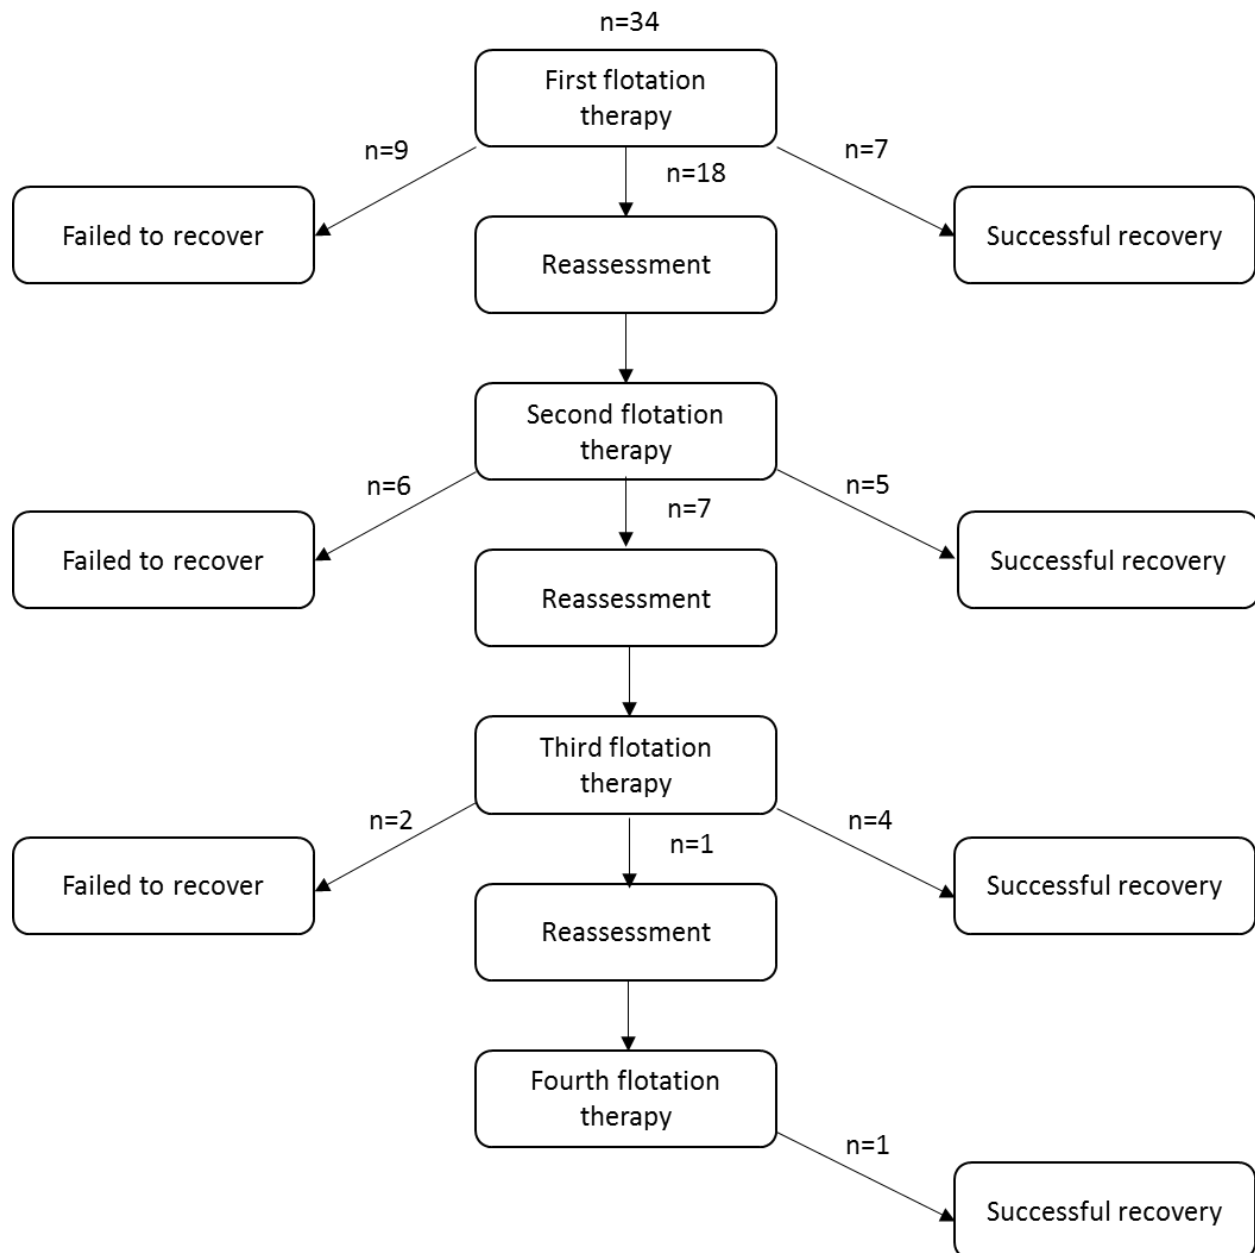 n=34
First flotation
therapy
n=9
n=18
n=7
Failed to recover
Reassessment
Successful recovery
Second flotation
therapy
n=6
n=7
n=5
Failed to recover
Reassessment
Successful recovery
Third flotation
therapy
n=2
n=1
n=4
Failed to recover
Reassessment
Successful recovery
Fourth flotation
therapy
n=1
Successful recovery